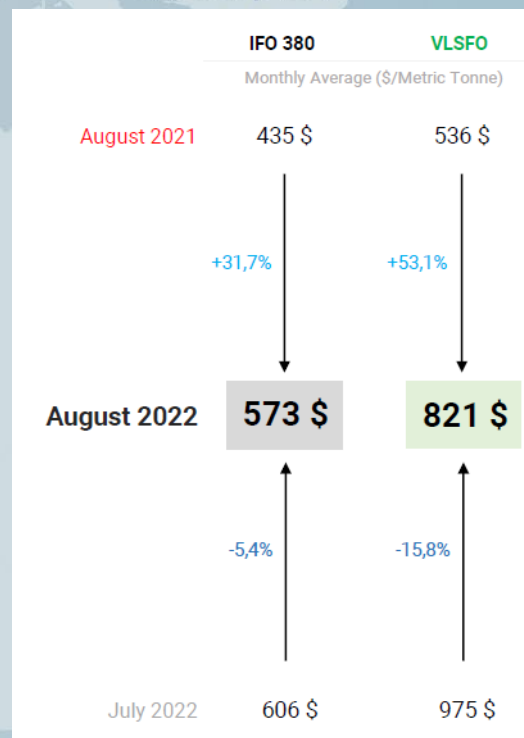 IFO 380 VLSFO
Monthly Average ($/Metric Tonne)
August 2021 435 $ 536 $
+31,7% +53,1%
August 2022 573 $ 821 $
-5,4% -15,8%
July 2022 606 $ 975 $